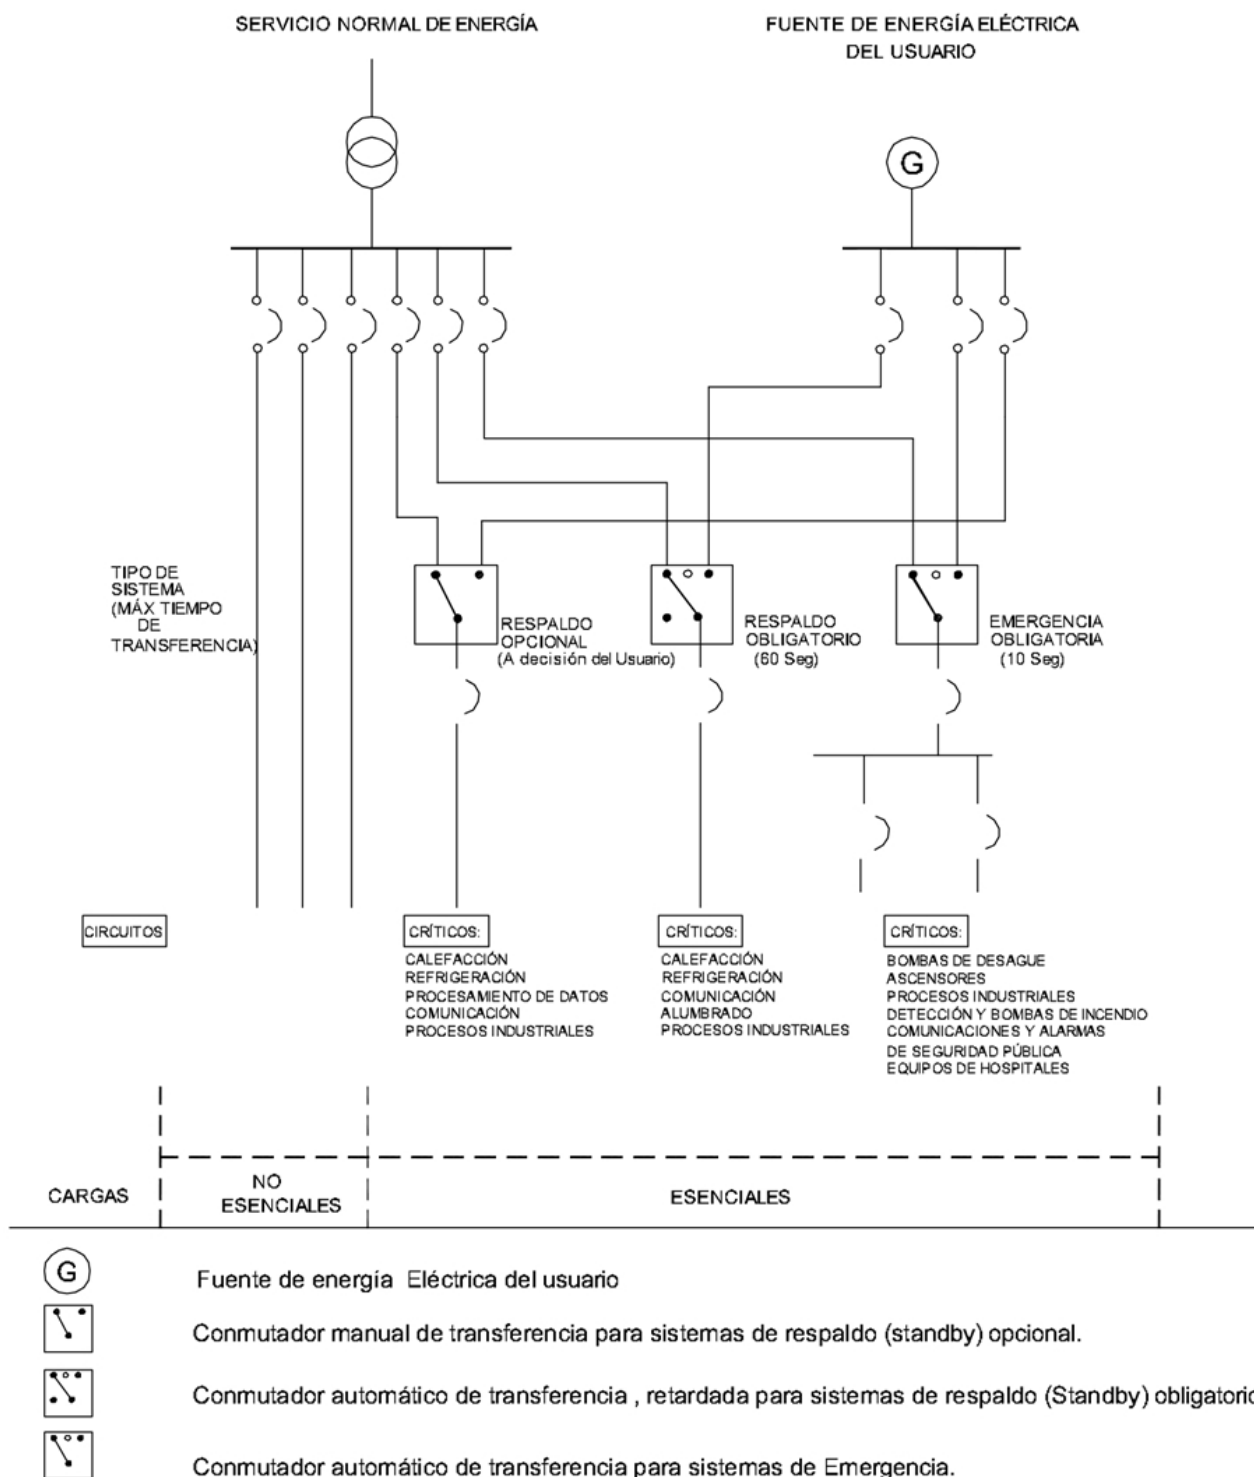 SERVICIO NORMAL DE ENERGÍA
FUENTE DE ENERGÍA ELÉCTRICA
DEL USUARIO
G
TIPO DE
SISTEMA
(MÁX TIEMPO
DE
TRANSFERENCIA)
RESPALDO
OPCIONAL
(A decisión del Usuario)
RESPALDO
OBLIGATORIO
(60 Seg)
EMERGENCIA
OBLIGATORIA
(10 Seg)
CIRCUITOS
CRÍTICOS:
CALEFACCIÓN
REFRIGERACIÓN
PROCESAMIENTO DE DATOS
COMUNICACIÓN
PROCESOS INDUSTRIALES
CRÍTICOS:
CALEFACCIÓN
REFRIGERACIÓN
COMUNICACIÓN
ALUMBRADO
PROCESOS INDUSTRIALES
CRÍTICOS:
BOMBAS DE DESAGUE
ASCENSORES
PROCESOS INDUSTRIALES
DETECCIÓN Y BOMBAS DE INCENDIO
COMUNICACIONES Y ALARMAS
DE SEGURIDAD PÚBLICA
EQUIPOS DE HOSPITALES
CARGAS
NO
ESENCIALES
ESENCIALES
G
Fuente de energía Eléctrica del usuario
Conmutador manual de transferencia para sistemas de respaldo (standby) opcional.
Conmutador automático de transferencia , retardada para sistemas de respaldo (Standby) obligatorio
Conmutador automático de transferencia para sistemas de Emergencia.